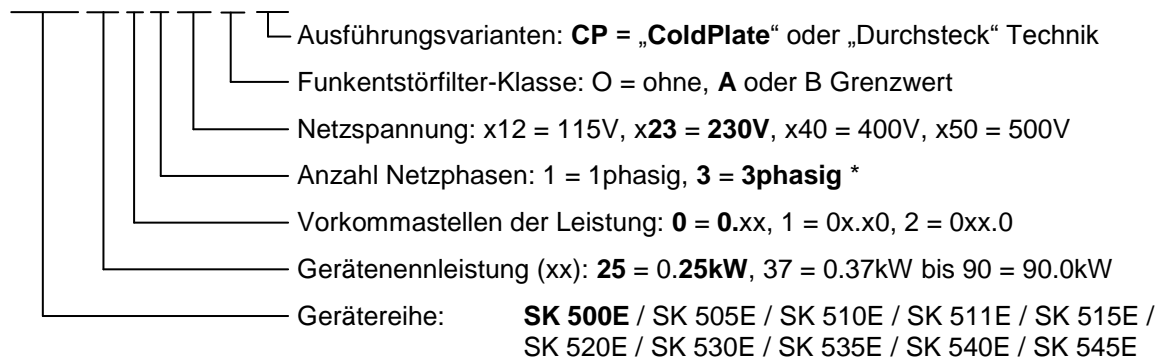 Ausführungsvarianten: CP = „ColdPlate“ oder „Durchsteck“ Technik
Funkentstörfilter-Klasse: O = ohne, A oder B Grenzwert
Netzspannung: x12 = 115V, x23 = 230V, x40 = 400V, x50 = 500V
Anzahl Netzphasen: 1 = 1phasig, 3 = 3phasig *
Vorkommastellen der Leistung: 0 = 0.xx, 1 = 0x.x0, 2 = 0xx.0
Gerätenennleistung (xx): 25 = 0.25kW, 37 = 0.37kW bis 90 = 90.0kW
Gerätereihe: SK 500E / SK 505E / SK 510E / SK 511E / SK 515E /
SK 520E / SK 530E / SK 535E / SK 540E / SK 545E